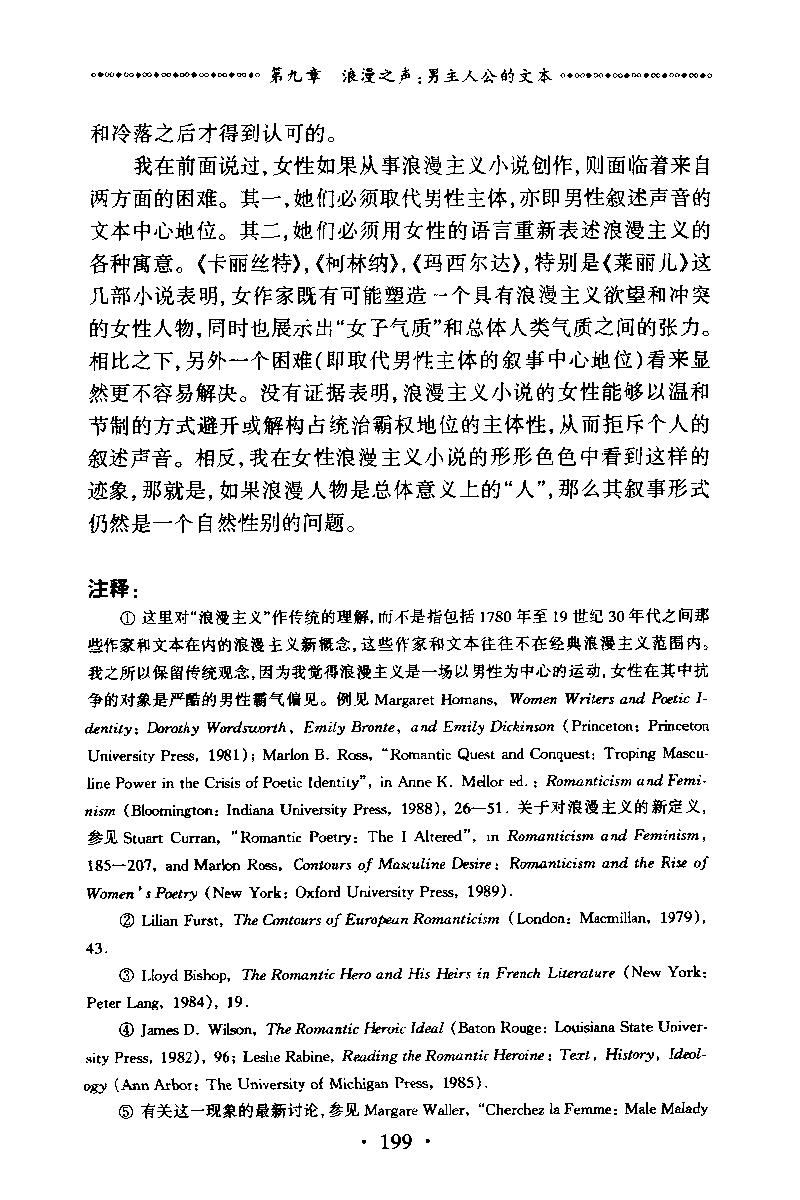 第九章 浪漫之声:男主人公的文本
和冷落之后才得到认可的。
我在前面说过,女性如果从事浪漫主义小说创作,则面临着来自
两方面的困难。其一,她们必须取代男性主体,亦即男性叙述声音的
文本中心地位。其二,她们必须用女性的语言重新表述浪漫主义的
各种寓意。《卡丽丝特》,《柯林纳》,《玛西尔达》,特别是《莱丽儿》这
几部小说表明,女作家既有可能塑造一个具有浪漫主义欲望和冲突
的女性人物,同时也展示出“女子气质”和总体人类气质之间的张力。
相比之下,另外一个困难(即取代男性主体的叙事中心地位)看来显
然更不容易解决。没有证据表明,浪漫主义小说的女性能够以温和
节制的方式避开或解构占统治霸权地位的主体性,从而拒斥个人的
叙述声音。相反,我在女性浪漫主义小说的形形色色中看到这样的
迹象,那就是,如果浪漫人物是总体意义上的“人”,那么其叙事形式
仍然是一个自然性别的问题。
注释:
① 这里对“浪漫主义”作传统的理解,而不是指包括 1780 年至 19 世纪 30 年代之间那
些作家和文本在内的浪漫主义新概念,这些作家和文本往往不在经典浪漫主义范围内。
我之所以保留传统观念,因为我觉得浪漫主义是一场以男性为中心的运动,女性在其中抗
争的对象是严酷的男性霸气偏见。例见 Margaret Homans, Women Writers and Poetic I-
dentity: Dorothy Wordsworth, Emily Bronte, and Emily Dickinson (Princeton: Princeton
University Press, 1981); Marlon B. Ross, “Romantic Quest and Conquest: Troping Mascu-
line Power in the Crisis of Poetic Identity”, in Anne K. Mellor ed.: Romanticism and Femi-
nism (Bloomington: Indiana University Press, 1988), 26—51. 关于对浪漫主义的新定义,
参见 Stuart Curran, “Romantic Poetry: The I Altered”, in Romanticism and Feminism,
185—207, and Marlon Ross, Contours of Masculine Desire: Romanticism and the Rise of
Women's Poetry (New York: Oxford University Press, 1989).
② Lilian Furst, The Contours of European Romanticism (London: Macmillan, 1979),
43.
③ Lloyd Bishop, The Romantic Hero and His Heirs in French Literature (New York:
Peter Lang, 1984), 19.
④ James D. Wilson, The Romantic Heroic Ideal (Baton Rouge: Louisiana State Univer-
sity Press, 1982), 96; Leslie Rabine, Reading the Romantic Heroine: Text, History, Ideol-
ogy (Ann Arbor: The University of Michigan Press, 1985).
⑤ 有关这一现象的最新讨论,参见 Margare Waller, “Cherchez la Femme: Male Malady
· 199 ·